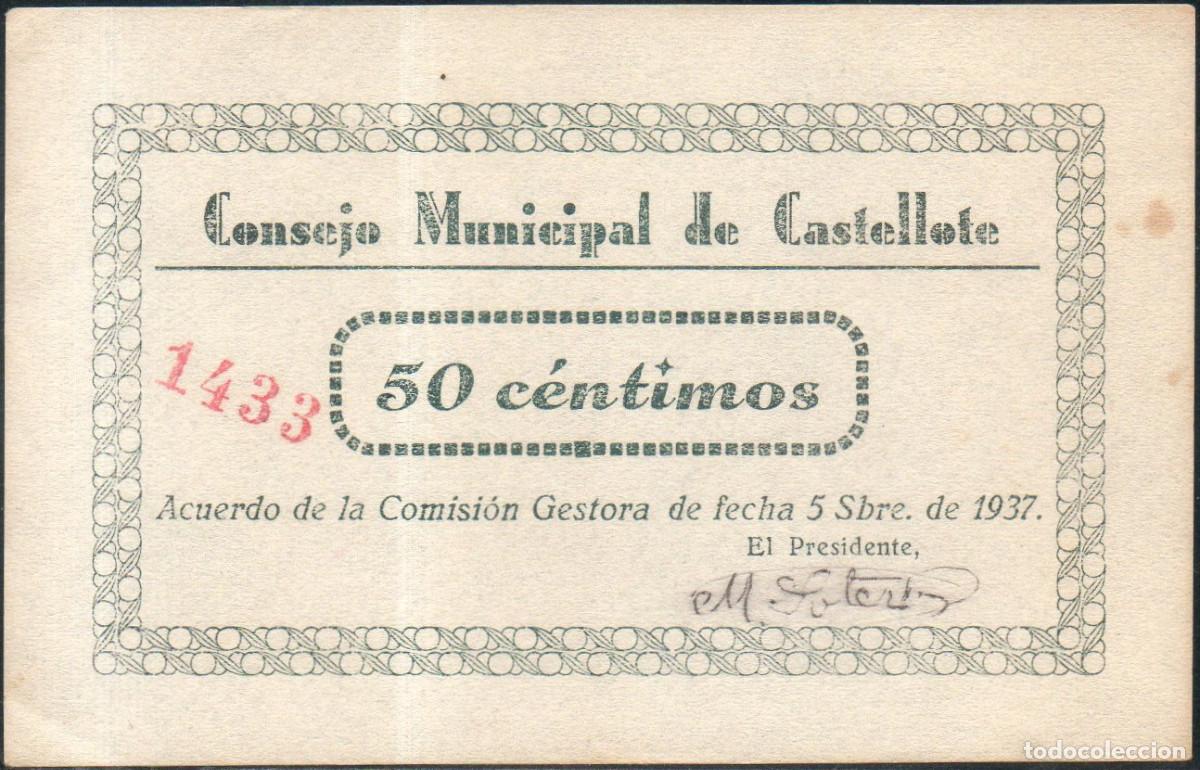 Consejo Municipal de Castellote
50 céntimos
1433
Acuerdo de la Comisión Gestora de fecha 5 Sbre. de 1937.
El Presidente,
M.
todocoleccion